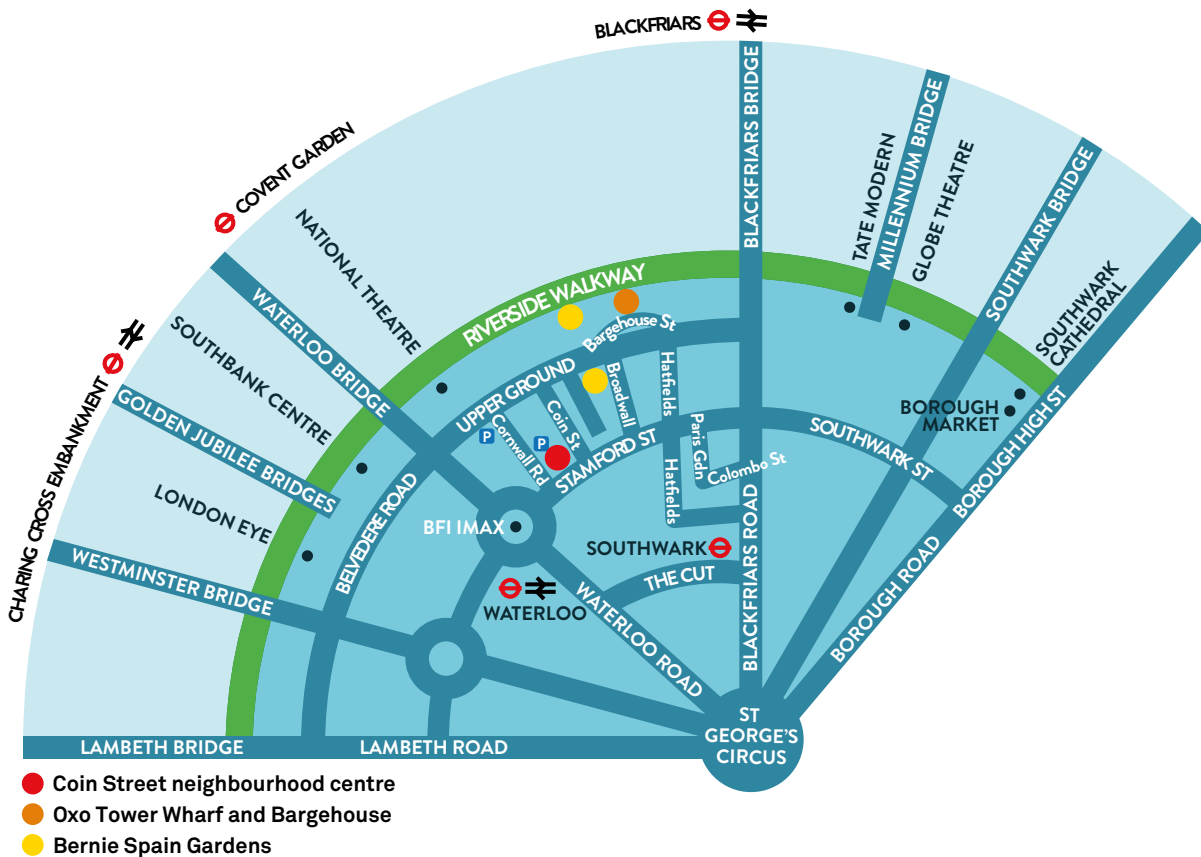 BLACKFRIARS
COVENT GARDEN
CHARING CROSS EMBANKMENT
NATIONAL THEATRE
SOUTHBANK CENTRE
LONDON EYE
WATERLOO BRIDGE
GOLDEN JUBILEE BRIDGES
WESTMINSTER BRIDGE
LAMBETH BRIDGE
LAMBETH ROAD
RIVERSIDE WALKWAY
BLACKFRIARS BRIDGE
TATE MODERN
MILLENNIUM BRIDGE
GLOBE THEATRE
SOUTHWARK BRIDGE
SOUTHWARK
CATHEDRAL
BOROUGH
MARKET
BOROUGH HIGH ST
BOROUGH ROAD
SOUTHWARK ST
UPPER GROUND
BELVEDERE ROAD
Bargehouse St
Broadwall
Hatfields
Hatfields
Paris Gdn
Colombo St
Coin St
Cornwall Rd
P
P
STAMFORD ST
BFI IMAX
SOUTHWARK
THE CUT
WATERLOO
WATERLOO ROAD
BLACKFRIARS ROAD
ST
GEORGE'S
CIRCUS
Coin Street neighbourhood centre
Oxo Tower Wharf and Bargehouse
Bernie Spain Gardens